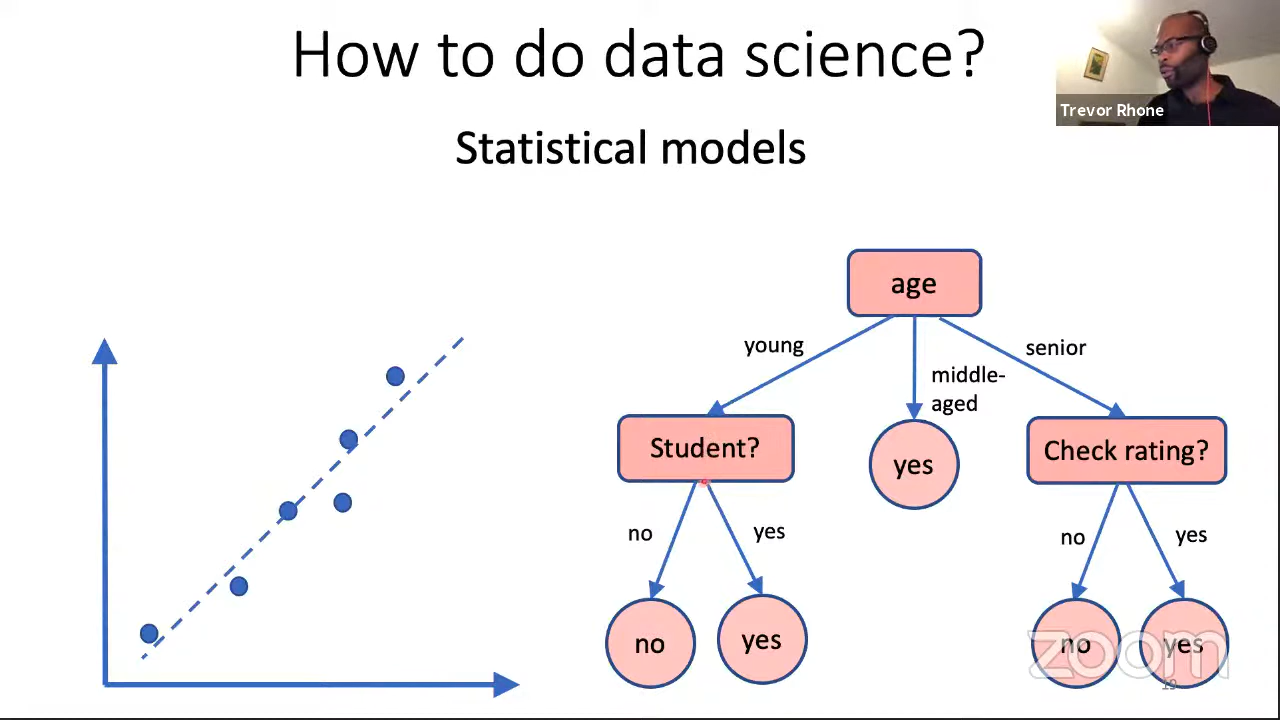 How to do data science?
Trevor Rhone
Statistical models
age
young
senior
middle-
aged
Student?
yes
Check rating?
no
yes
no
yes
no
yes
no
yes
zoom
19